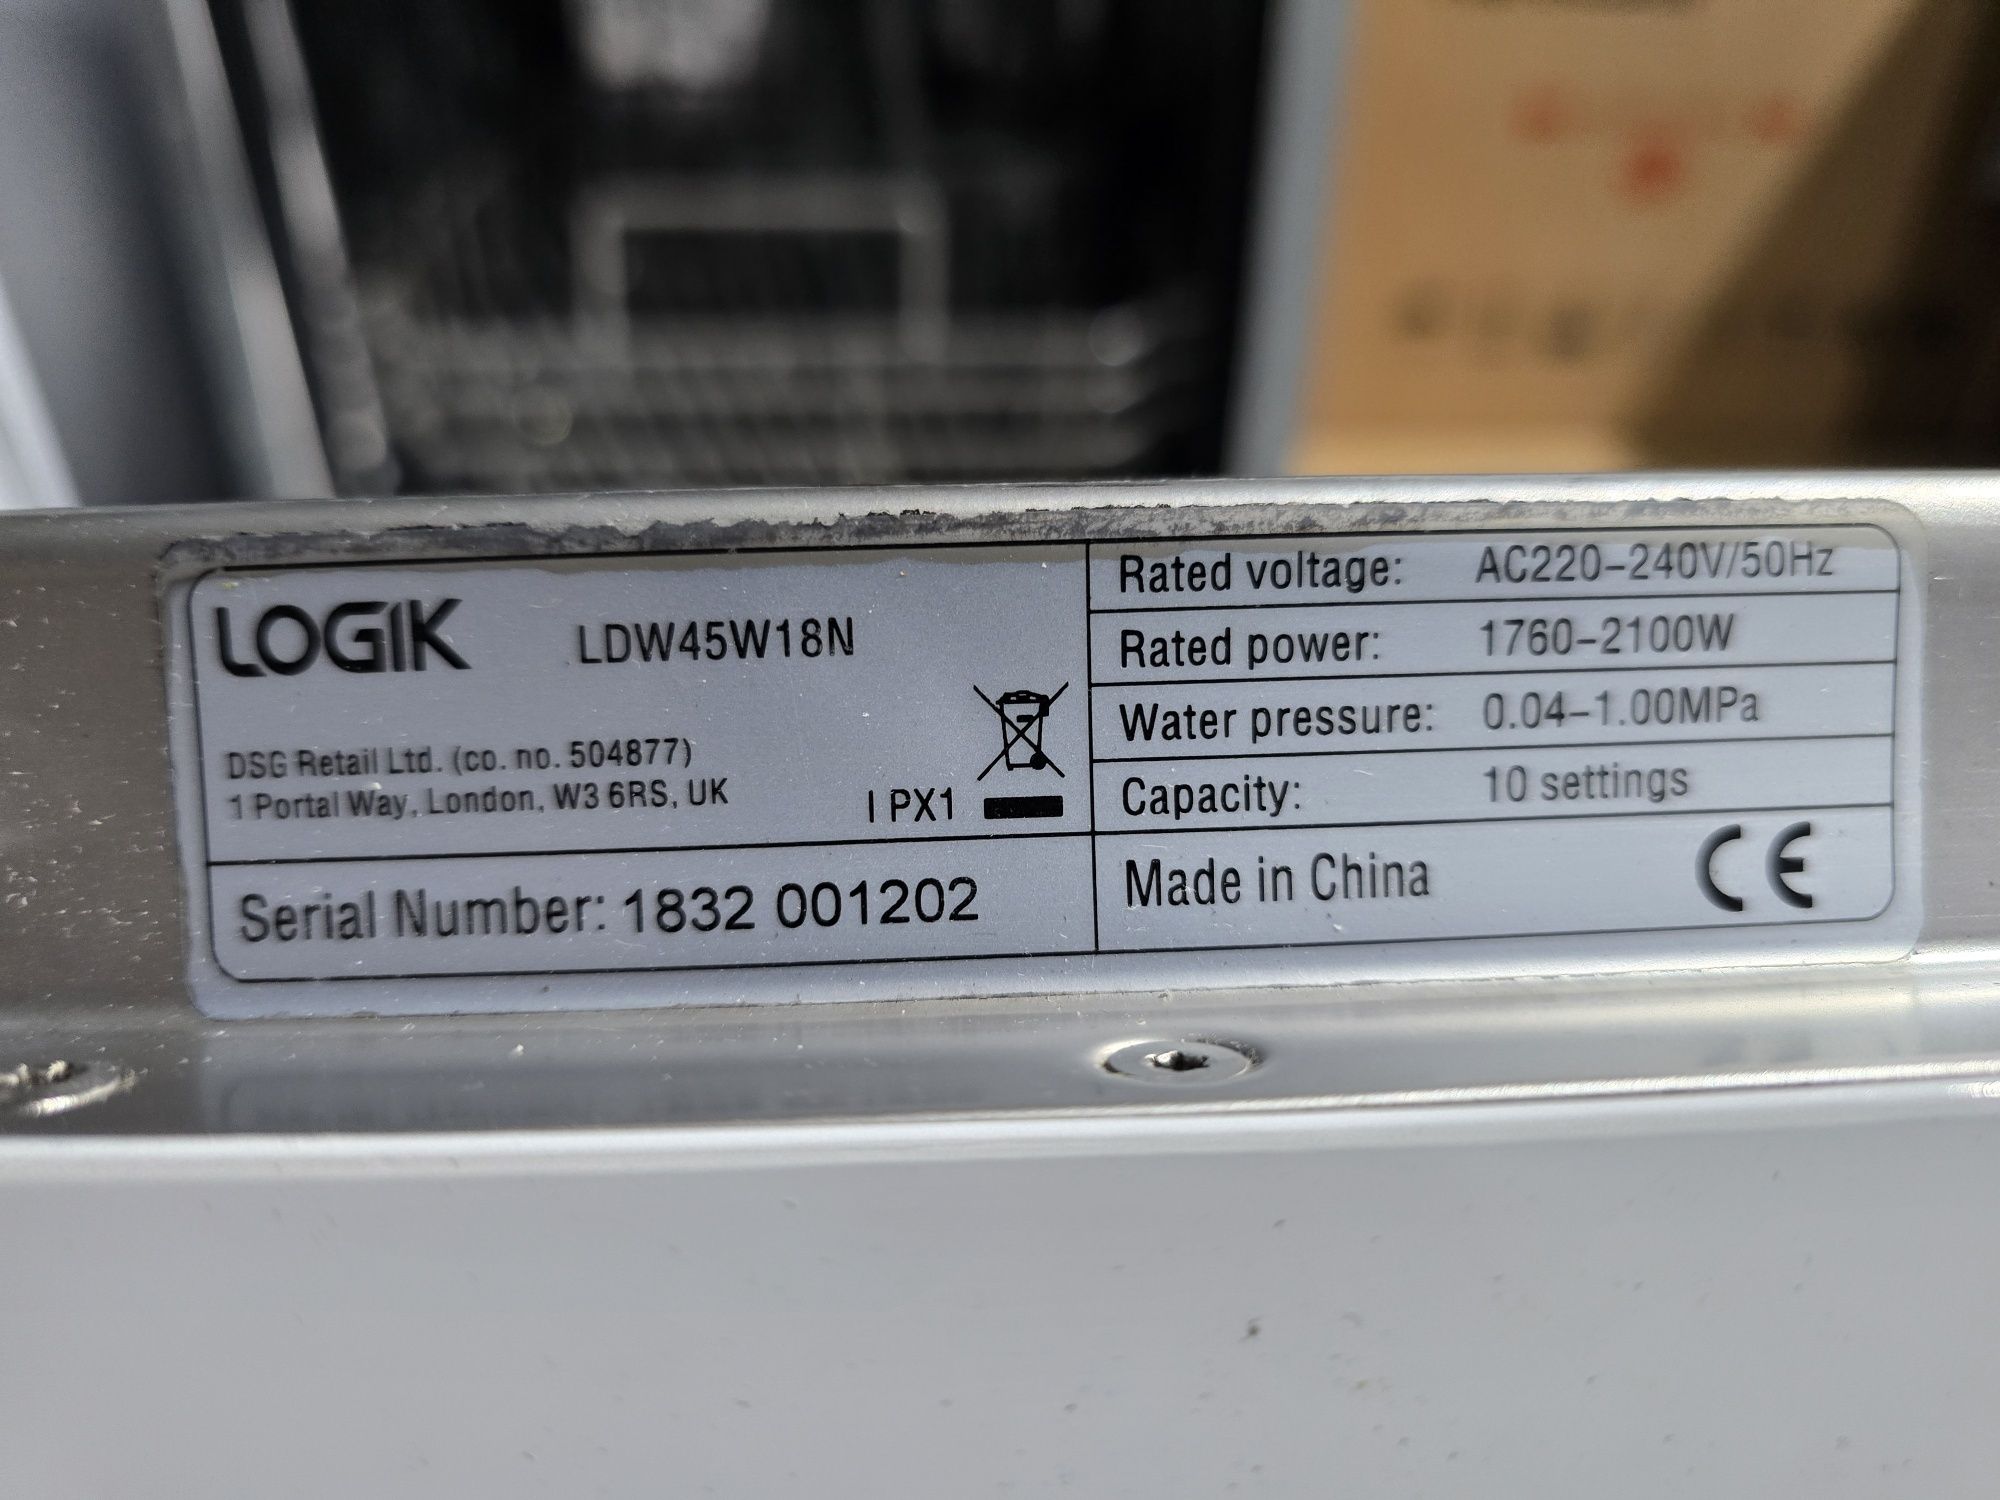 LOGIK LDW45W18N
DSG Retail Ltd. (co. no. 504877)
1 Portal Way, London, W3 6RS, UK
IPX1
Serial Number: 1832 001202
Rated voltage: AC220-240V/50Hz
Rated power: 1760-2100W
Water pressure: 0.04-1.00MPa
Capacity: 10 settings
Made in China CE